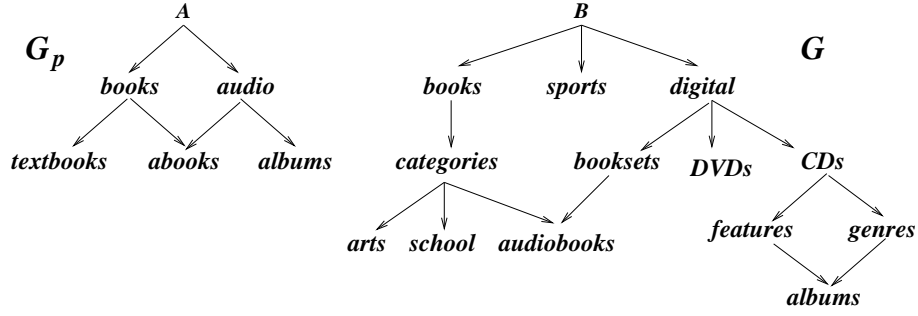 A
B
G_p
G
books audio
books sports digital
textbooks abooks albums
categories booksets DVDs CDs
arts school audiobooks
features genres
albums